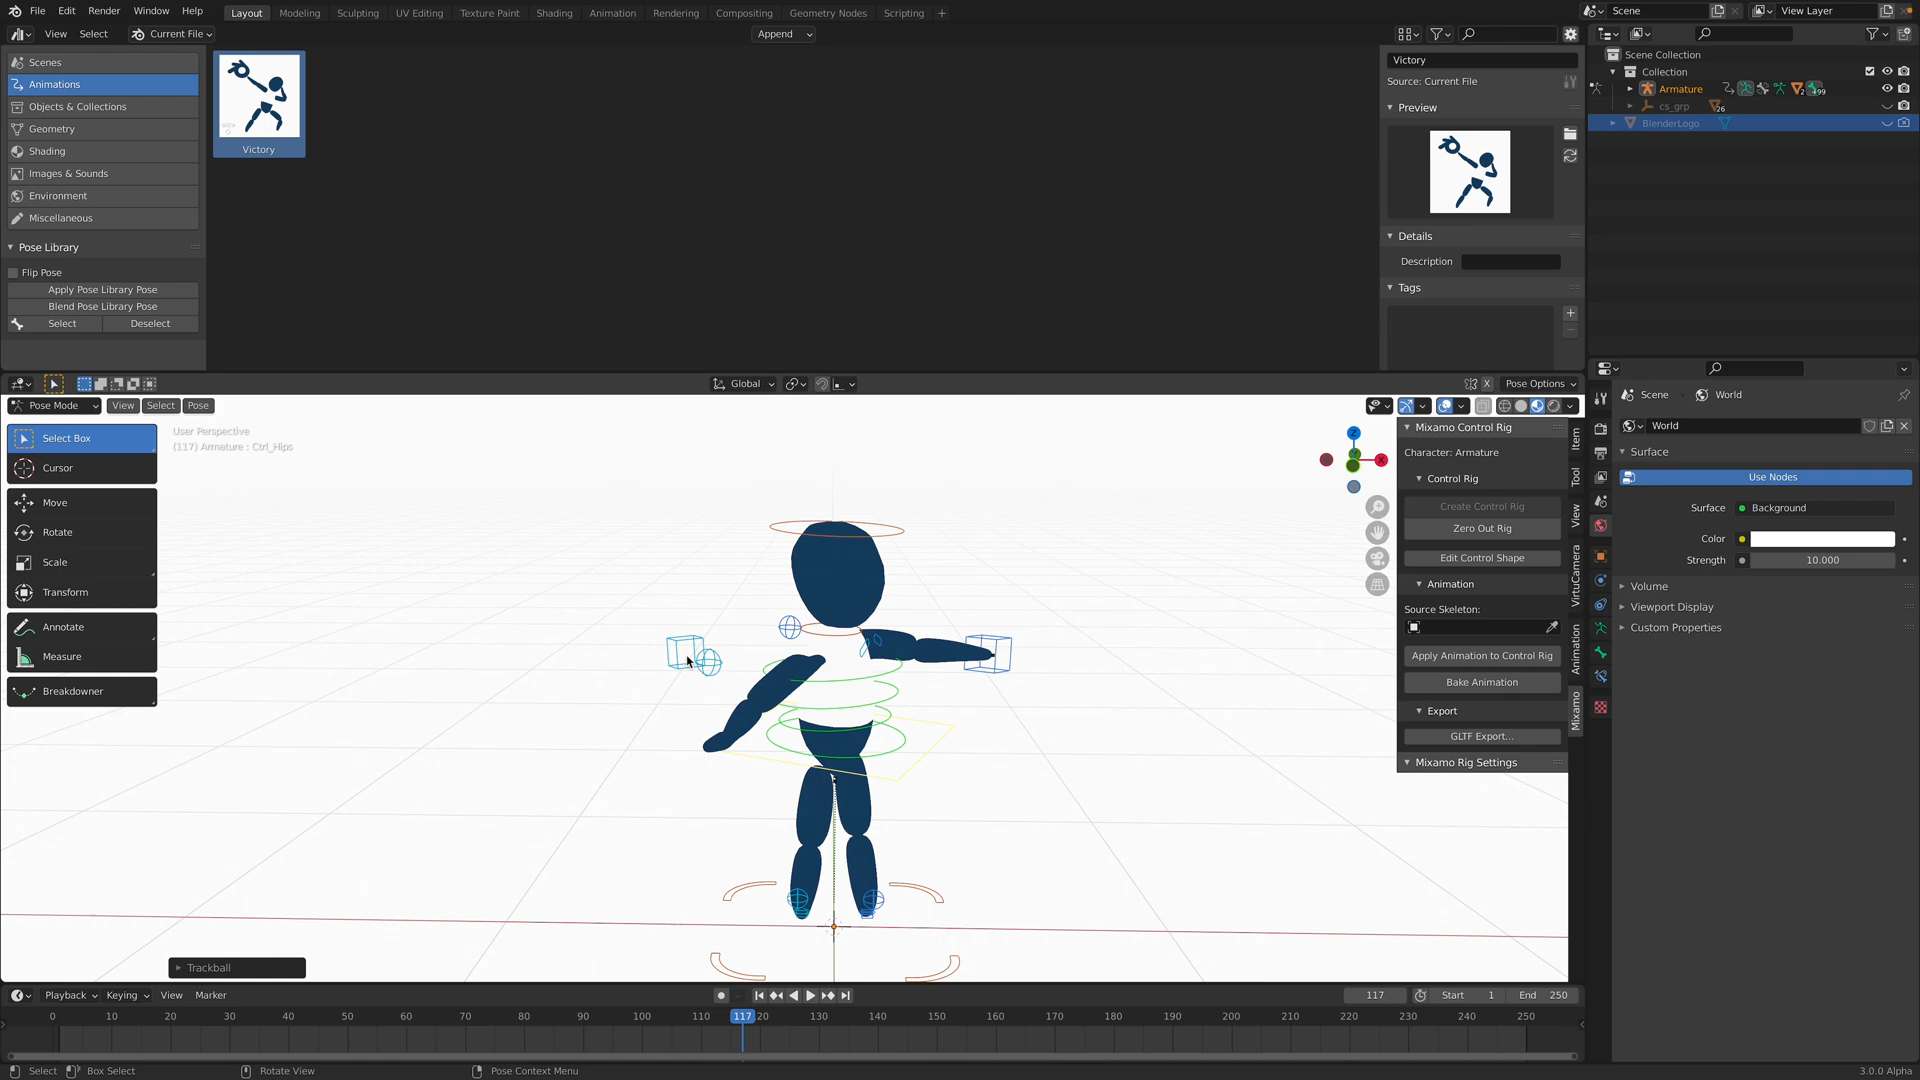 File Edit Render Window Help
Layout Modeling Sculpting UV Editing Texture Paint Shading Animation Rendering Compositing Geometry Nodes Scripting +
Scene
View Layer
View Select Current File
Append
Scenes
Animations
Objects & Collections
Geometry
Shading
Images & Sounds
Environment
Miscellaneous
Pose Library
Flip Pose
Apply Pose Library Pose
Blend Pose Library Pose
Select Deselect
Victory
Victory
Source: Current File
Preview
Details
Description
Tags
Scene Collection
Collection
Armature
2
99
cs_grp
26
BlenderLogo
Global
X
Pose Options
Pose Mode View Select Pose
Select Box
Cursor
Move
Rotate
Scale
Transform
Annotate
Measure
Breakdowner
User Perspective
(117) Armature : Ctrl_Hips
Z
X
Mixamo Control Rig
Character: Armature
Control Rig
Create Control Rig
Zero Out Rig
Edit Control Shape
Animation
Source Skeleton:
Apply Animation to Control Rig
Bake Animation
Export
GLTF Export...
Mixamo Rig Settings
Item
Tool
View
VirtuCamera
Animation
Mixamo
Scene World
World
Surface
Use Nodes
Surface Background
Color
Strength 10.000
Volume
Viewport Display
Custom Properties
Trackball
Playback Keying View Marker
117 Start 1 End 250
0 10 20 30 40 50 60 70 80 90 100 110 117 20 130 140 150 160 170 180 190 200 210 220 230 240 250
Select Box Select Rotate View Pose Context Menu
3.0.0 Alpha